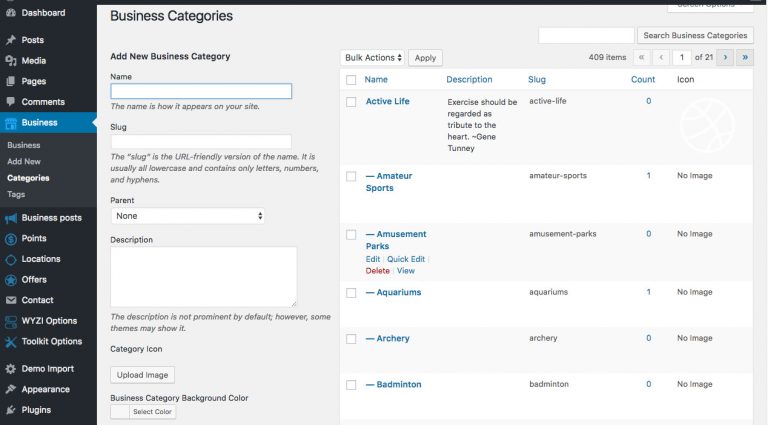 Dashboard
Posts
Media
Pages
Comments
Business
Business
Add New
Categories
Tags
Business posts
Points
Locations
Offers
Contact
WYZI Options
Toolkit Options
Demo Import
Appearance
Plugins
Screen Options
Business Categories
Search Business Categories
Add New Business Category
Name
The name is how it appears on your site.
Slug
The “slug” is the URL-friendly version of the name. It is
usually all lowercase and contains only letters, numbers,
and hyphens.
Parent
None
Description
The description is not prominent by default; however, some
themes may show it.
Category Icon
Upload Image
Business Category Background Color
Select Color
Bulk Actions Apply 409 items « ‹ 1 of 21 › »
Name Description Slug Count Icon
Active Life Exercise should be active-life 0
regarded as
tribute to the
heart. ~Gene
Tunney
— Amateur amateur-sports 1 No Image
Sports
— Amusement amusement-parks 0 No Image
Parks
Edit | Quick Edit |
Delete | View
— Aquariums aquariums 1 No Image
— Archery archery 0 No Image
— Badminton badminton 0 No Image